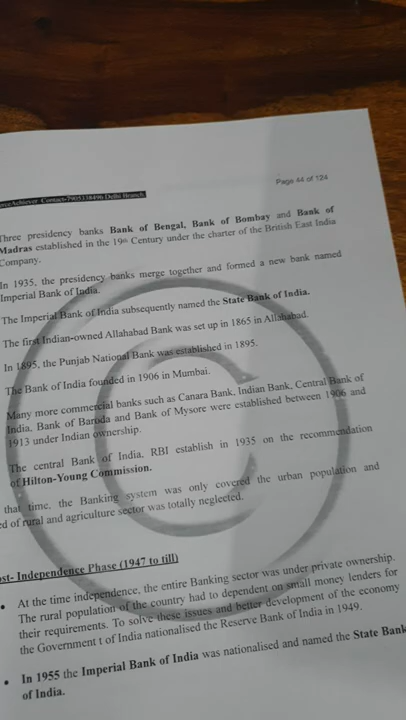 Page 44 of 124
Achiever Contact-7905338496 Delhi Branch
Three presidency banks Bank of Bengal, Bank of Bombay and Bank of
Madras established in the 19th Century under the charter of the British East India
Company.
In 1935, the presidency banks merge together and formed a new bank named
Imperial Bank of India.
The Imperial Bank of India subsequently named the State Bank of India.
The first Indian-owned Allahabad Bank was set up in 1865 in Allahabad.
In 1895, the Punjab National Bank was established in 1895.
The Bank of India founded in 1906 in Mumbai.
Many more commercial banks such as Canara Bank, Indian Bank, Central Bank of
India, Bank of Baroda and Bank of Mysore were established between 1906 and
1913 under Indian ownership.
The central Bank of India, RBI establish in 1935 on the recommendation
of Hilton-Young Commission.
that time, the Banking system was only covered the urban population and
ed of rural and agriculture sector was totally neglected.
ost- Independence Phase (1947 to till)
• At the time independence, the entire Banking sector was under private ownership.
The rural population of the country had to dependent on small money lenders for
their requirements. To solve these issues and better development of the economy
the Government t of India nationalised the Reserve Bank of India in 1949.
• In 1955 the Imperial Bank of India was nationalised and named the State Bank
of India.